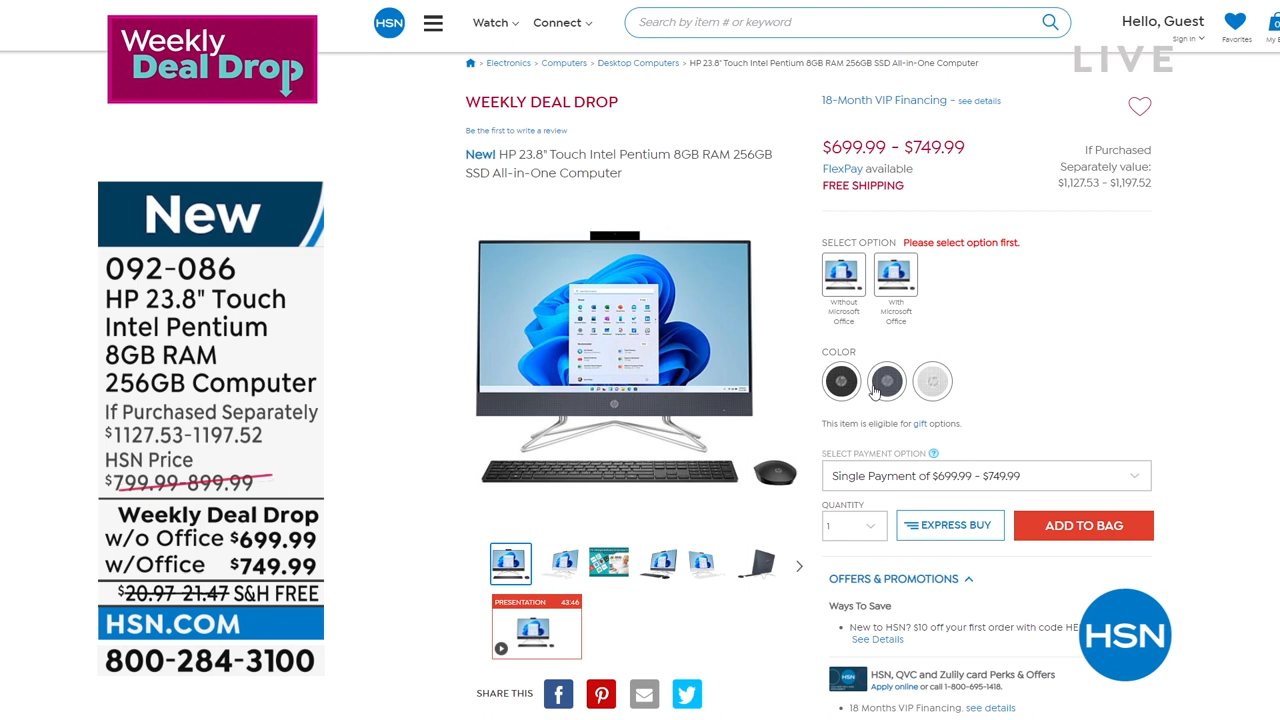 Weekly
Deal Drop
New
092-086
HP 23.8" Touch
Intel Pentium
8GB RAM
256GB Computer
If Purchased Separately
$1127.53-1197.52
HSN Price
$799.99-899.99
Weekly Deal Drop
w/o Office $699.99
w/Office $749.99
$20.97-21.47 S&H FREE
HSN.COM
800-284-3100
HSN
Watch
Connect
Search by item # or keyword
Hello, Guest
Sign In
Favorites
LIVE
> Electronics > Computers > Desktop Computers > HP 23.8" Touch Intel Pentium 8GB RAM 256GB SSD All-in-One Computer
WEEKLY DEAL DROP
Be the first to write a review
New! HP 23.8" Touch Intel Pentium 8GB RAM 256GB
SSD All-in-One Computer
18-Month VIP Financing - see details
$699.99 - $749.99
FlexPay available
FREE SHIPPING
If Purchased
Separately value:
$1,127.53 - $1,197.52
SELECT OPTION Please select option first.
Without
Microsoft
Office
With
Microsoft
Office
COLOR
This item is eligible for gift options.
SELECT PAYMENT OPTION ?
Single Payment of $699.99 - $749.99
QUANTITY
1
EXPRESS BUY
ADD TO BAG
OFFERS & PROMOTIONS
Ways To Save
• New to HSN? $10 off your first order with code HE
See Details
HSN
HSN, QVC and Zulily card Perks & Offers
Apply online or call 1-800-695-1418.
• 18 Months VIP Financing. see details
PRESENTATION 43:46
SHARE THIS
HSN